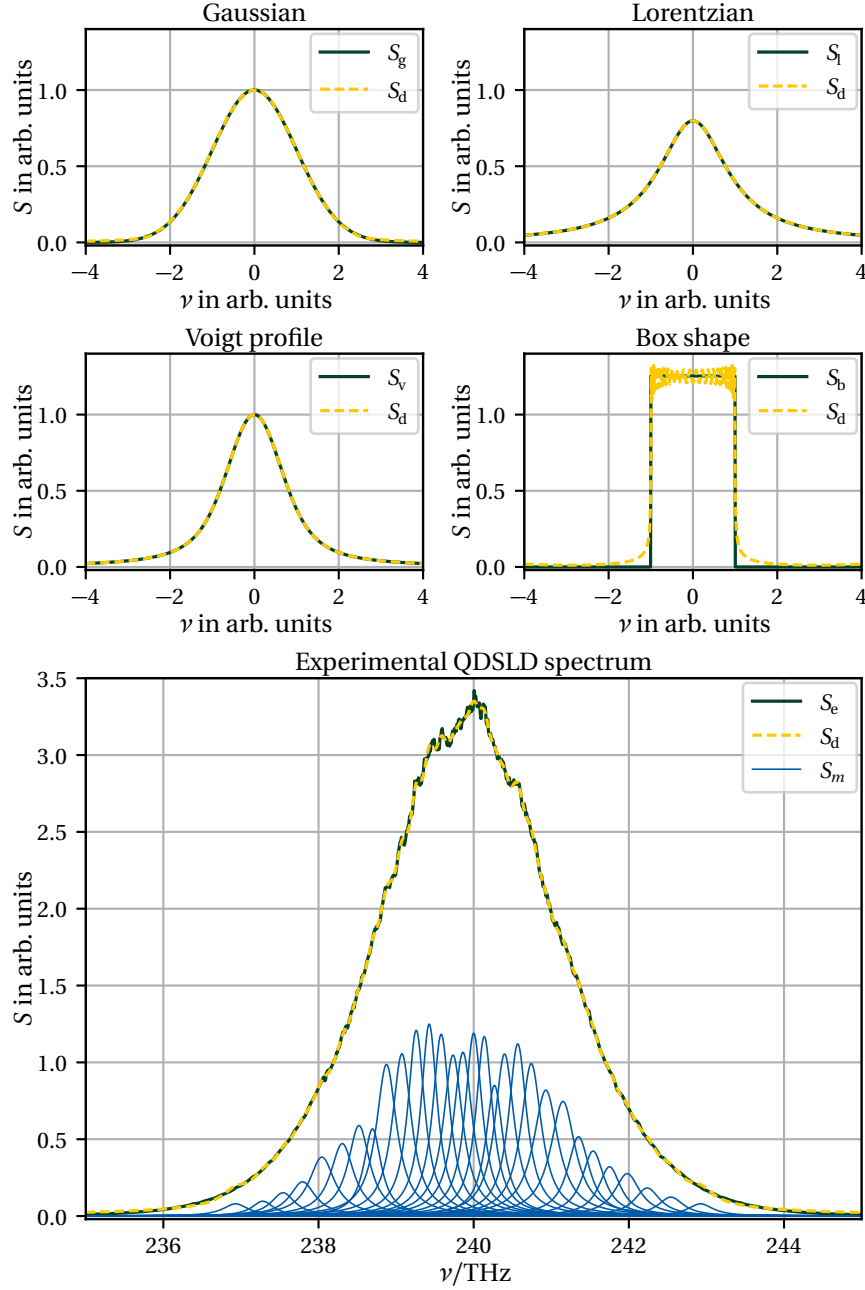 Gaussian
S in arb. units
1.0
0.5
0.0
S_g
S_d
−4 −2 0 2 4
ν in arb. units
Lorentzian
S in arb. units
1.0
0.5
0.0
S_l
S_d
−4 −2 0 2 4
ν in arb. units
Voigt profile
S in arb. units
1.0
0.5
0.0
S_v
S_d
−4 −2 0 2 4
ν in arb. units
Box shape
S in arb. units
1.0
0.5
0.0
S_b
S_d
−4 −2 0 2 4
ν in arb. units
Experimental QDSLD spectrum
S in arb. units
3.5
3.0
2.5
2.0
1.5
1.0
0.5
0.0
S_e
S_d
S_m
236 238 240 242 244
ν/THz